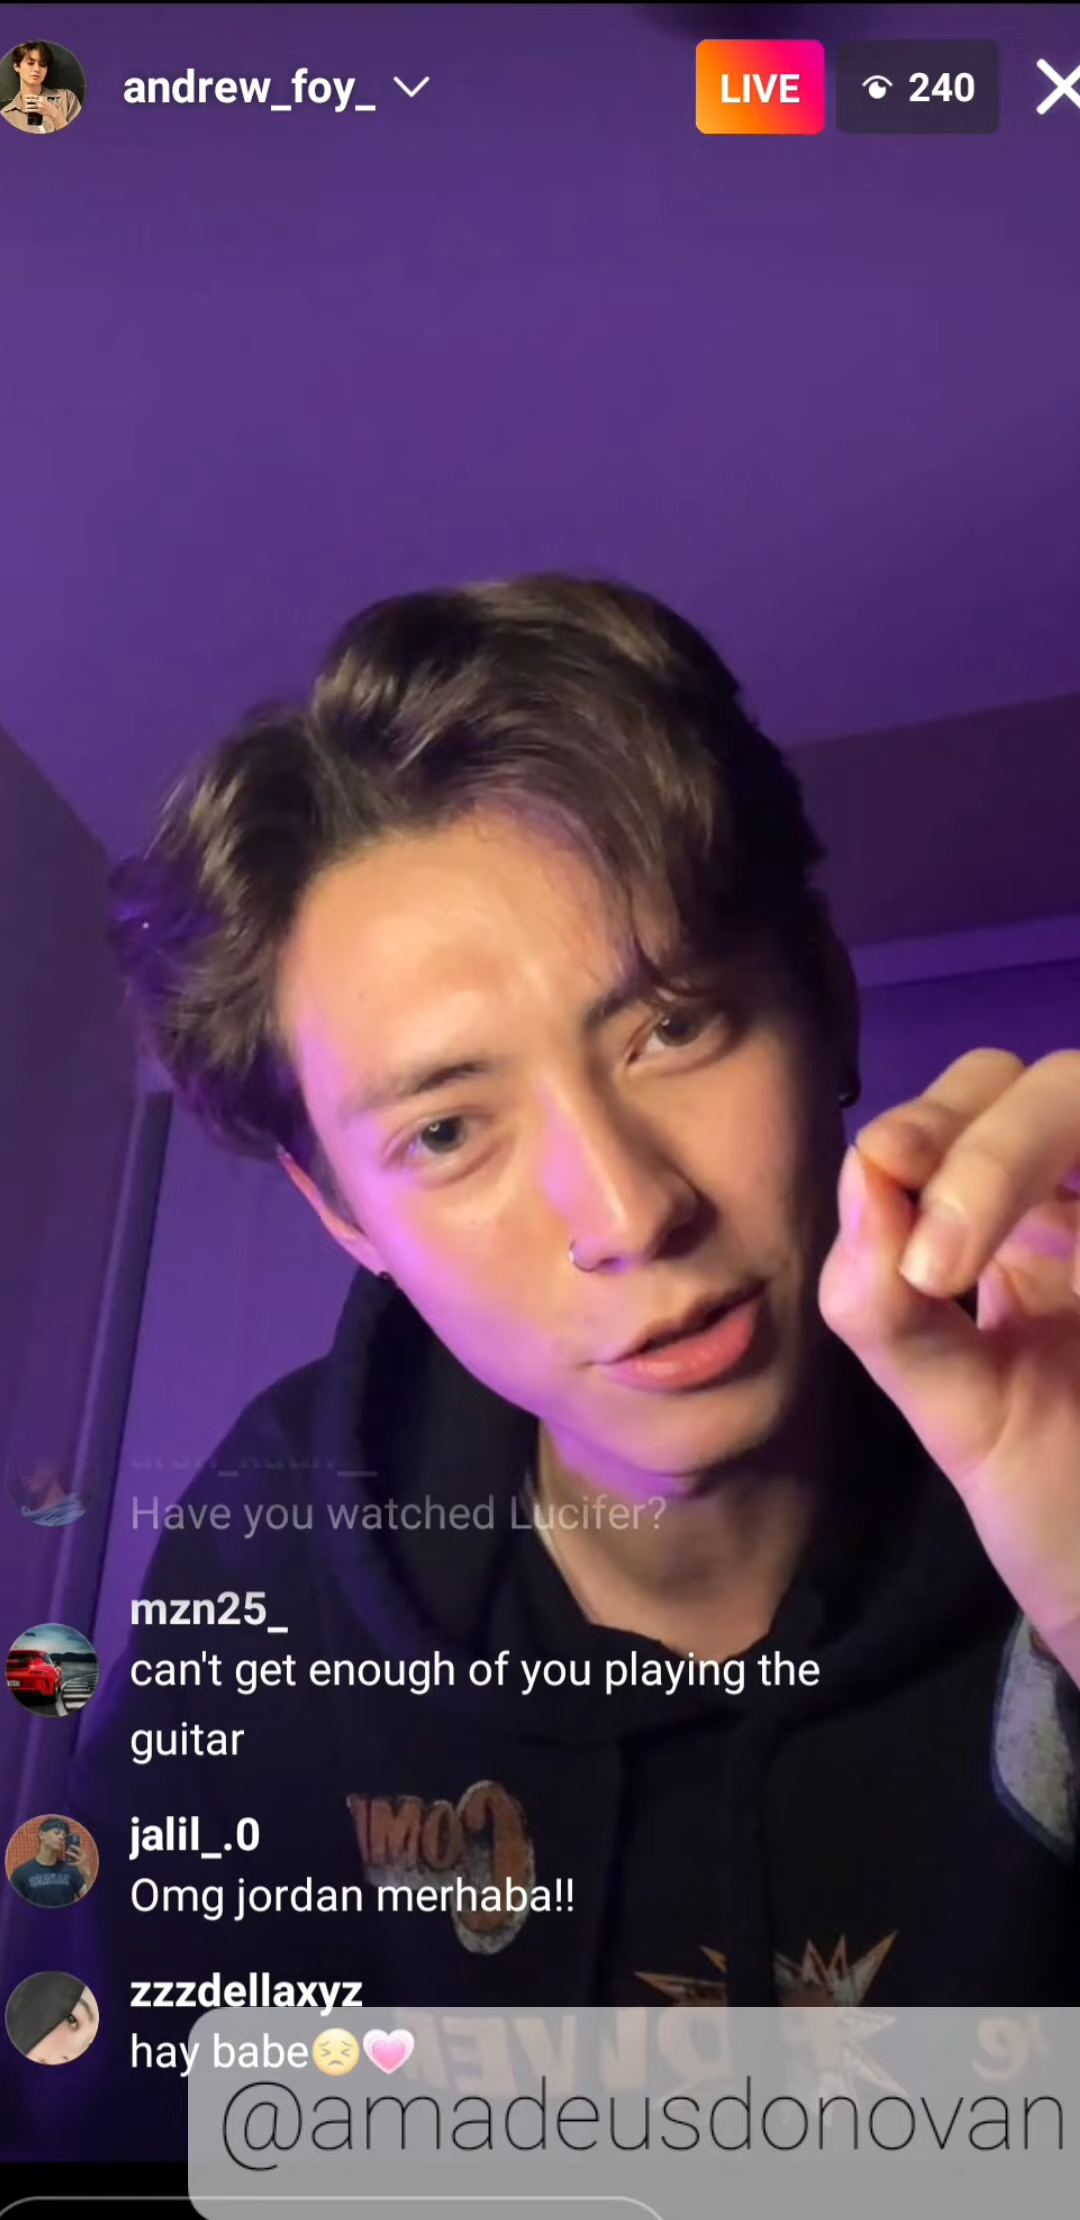 andrew_foy_
LIVE
240
Have you watched Lucifer?
mzn25_
can't get enough of you playing the
guitar
jalil_.0
Omg jordan merhaba!!
zzzdellaxyz
hay babe😣💗
@amadeusdonovan